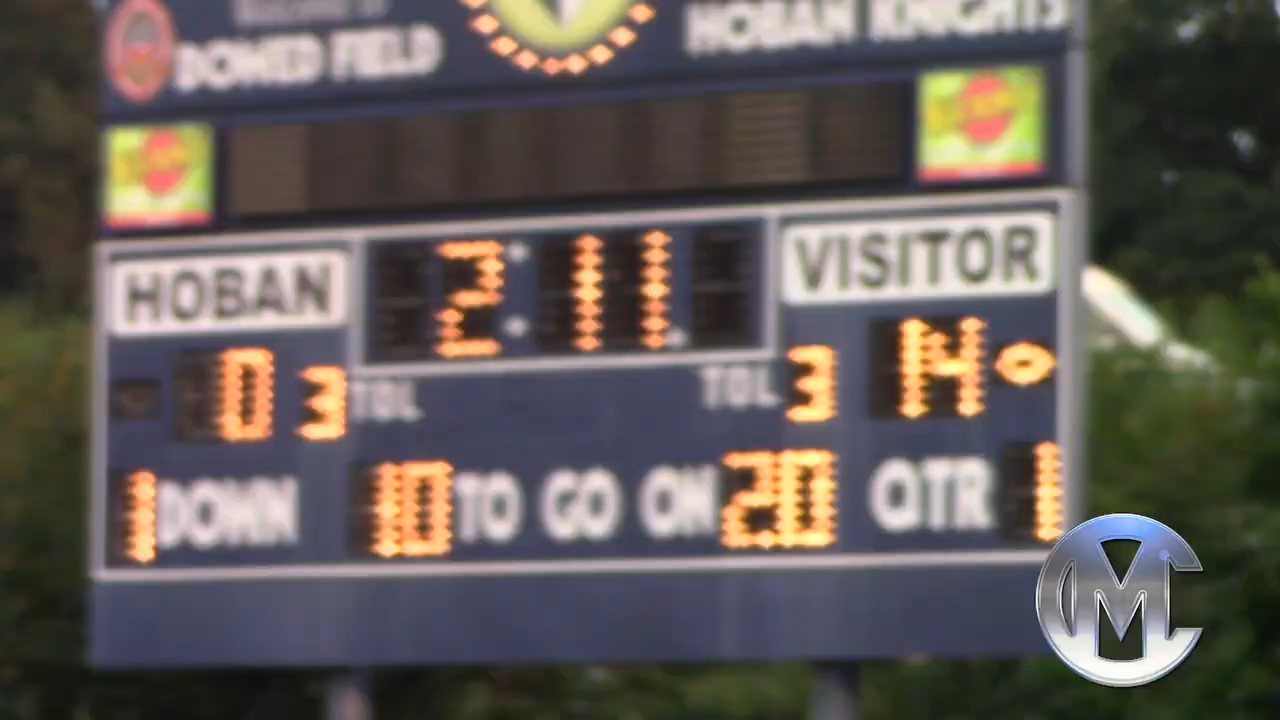 DOWED FIELD
HOBAN KNIGHTS
HOBAN 2:11 VISITOR
0 3 TOL TOL 3 14
1 DOWN 10 TO GO ON 20 QTR 1